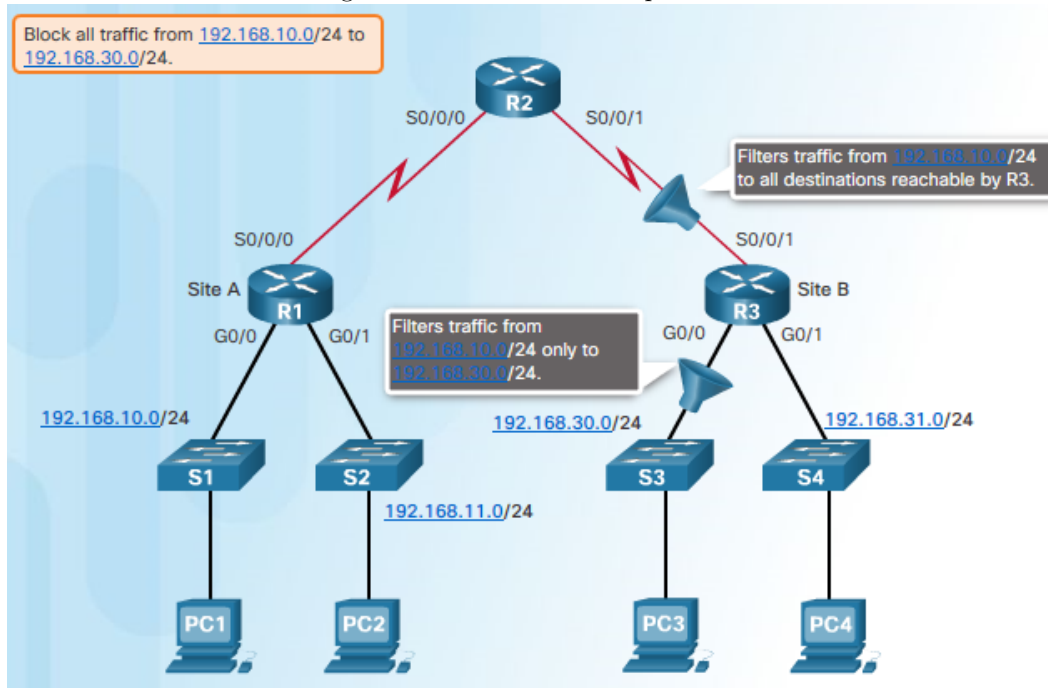 Block all traffic from 192.168.10.0/24 to
192.168.30.0/24.
R2
S0/0/0
S0/0/1
Filters traffic from 192.168.10.0/24
to all destinations reachable by R3.
S0/0/0
S0/0/1
Site A
R1
R3
Site B
G0/0
G0/1
Filters traffic from
192.168.10.0/24 only to
192.168.30.0/24.
G0/0
G0/1
192.168.10.0/24
192.168.30.0/24
192.168.31.0/24
S1
S2
S3
S4
192.168.11.0/24
PC1
PC2
PC3
PC4